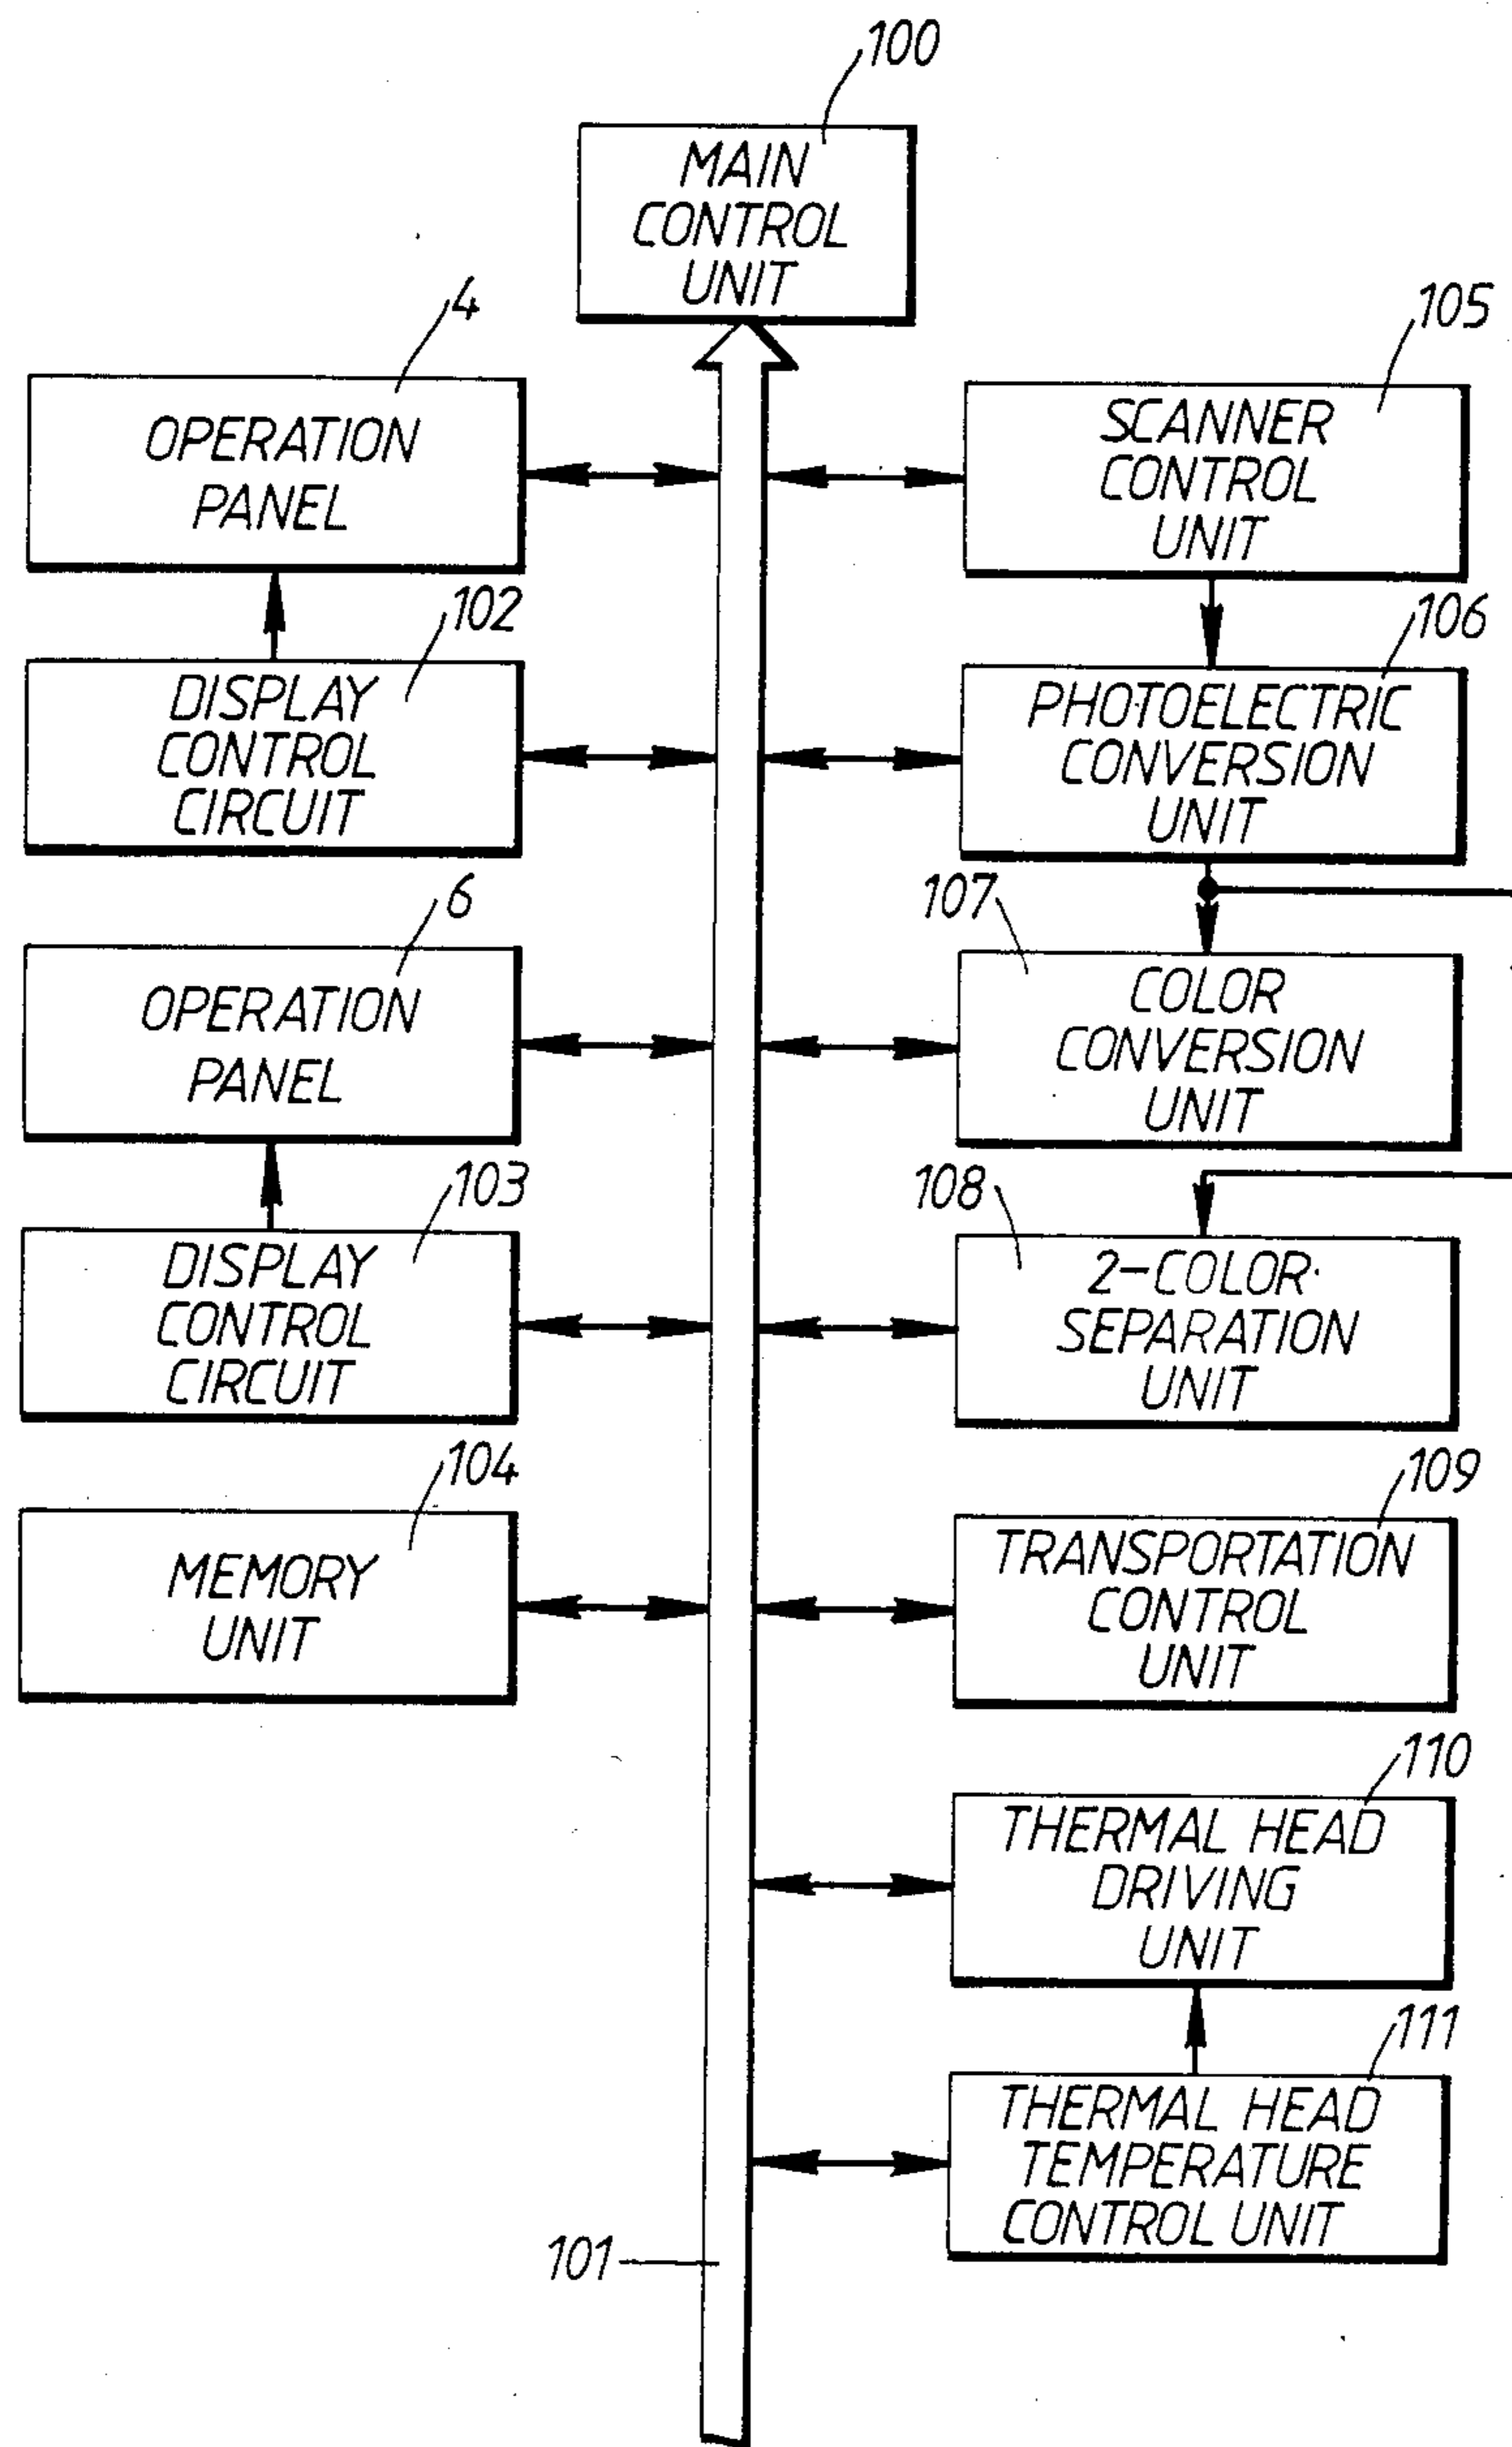 100
MAIN
CONTROL
UNIT
4
OPERATION
PANEL
102
DISPLAY
CONTROL
CIRCUIT
6
OPERATION
PANEL
103
DISPLAY
CONTROL
CIRCUIT
104
MEMORY
UNIT
101
105
SCANNER
CONTROL
UNIT
106
PHOTOELECTRIC
CONVERSION
UNIT
107
COLOR
CONVERSION
UNIT
108
2-COLOR
SEPARATION
UNIT
109
TRANSPORTATION
CONTROL
UNIT
110
THERMAL HEAD
DRIVING
UNIT
111
THERMAL HEAD
TEMPERATURE
CONTROL UNIT